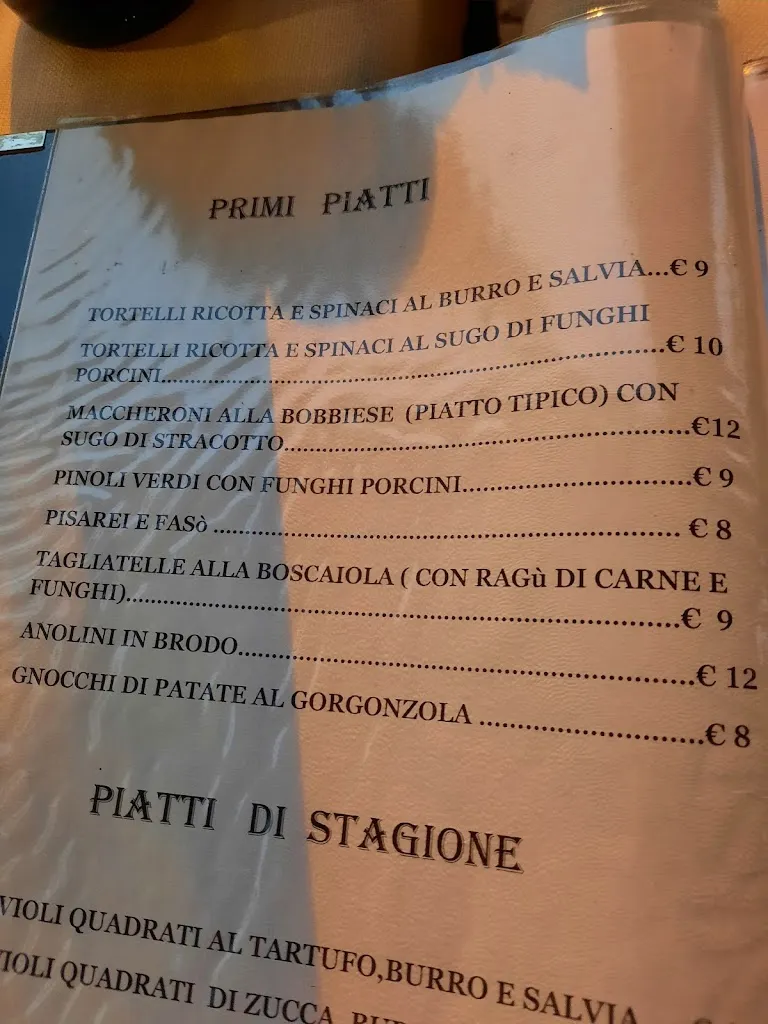 PRIMI PiATTI
TORTELLI RICOTTA E SPINACI AL BURRO E SALVIA...€ 9
TORTELLI RICOTTA E SPINACI AL SUGO DI FUNGHI
PORCINI..............................................................€ 10
MACCHERONI ALLA BOBBIESE (PIATTO TIPICO) CON
SUGO DI STRACOTTO..................................................€12
PINOLI VERDI CON FUNGHI PORCINI............................€ 9
PISAREI E FASò ......................................................... € 8
TAGLIATELLE ALLA BOSCAIOLA ( CON RAGù DI CARNE E
FUNGHI)....................................................................€ 9
ANOLINI IN BRODO.......................................................€ 12
GNOCCHI DI PATATE AL GORGONZOLA ...........................€ 8
PIATTI DI STAGIONE
VIOLI QUADRATI AL TARTUFO,BURRO E SALVIA
VIOLI QUADRATI DI ZUCCA